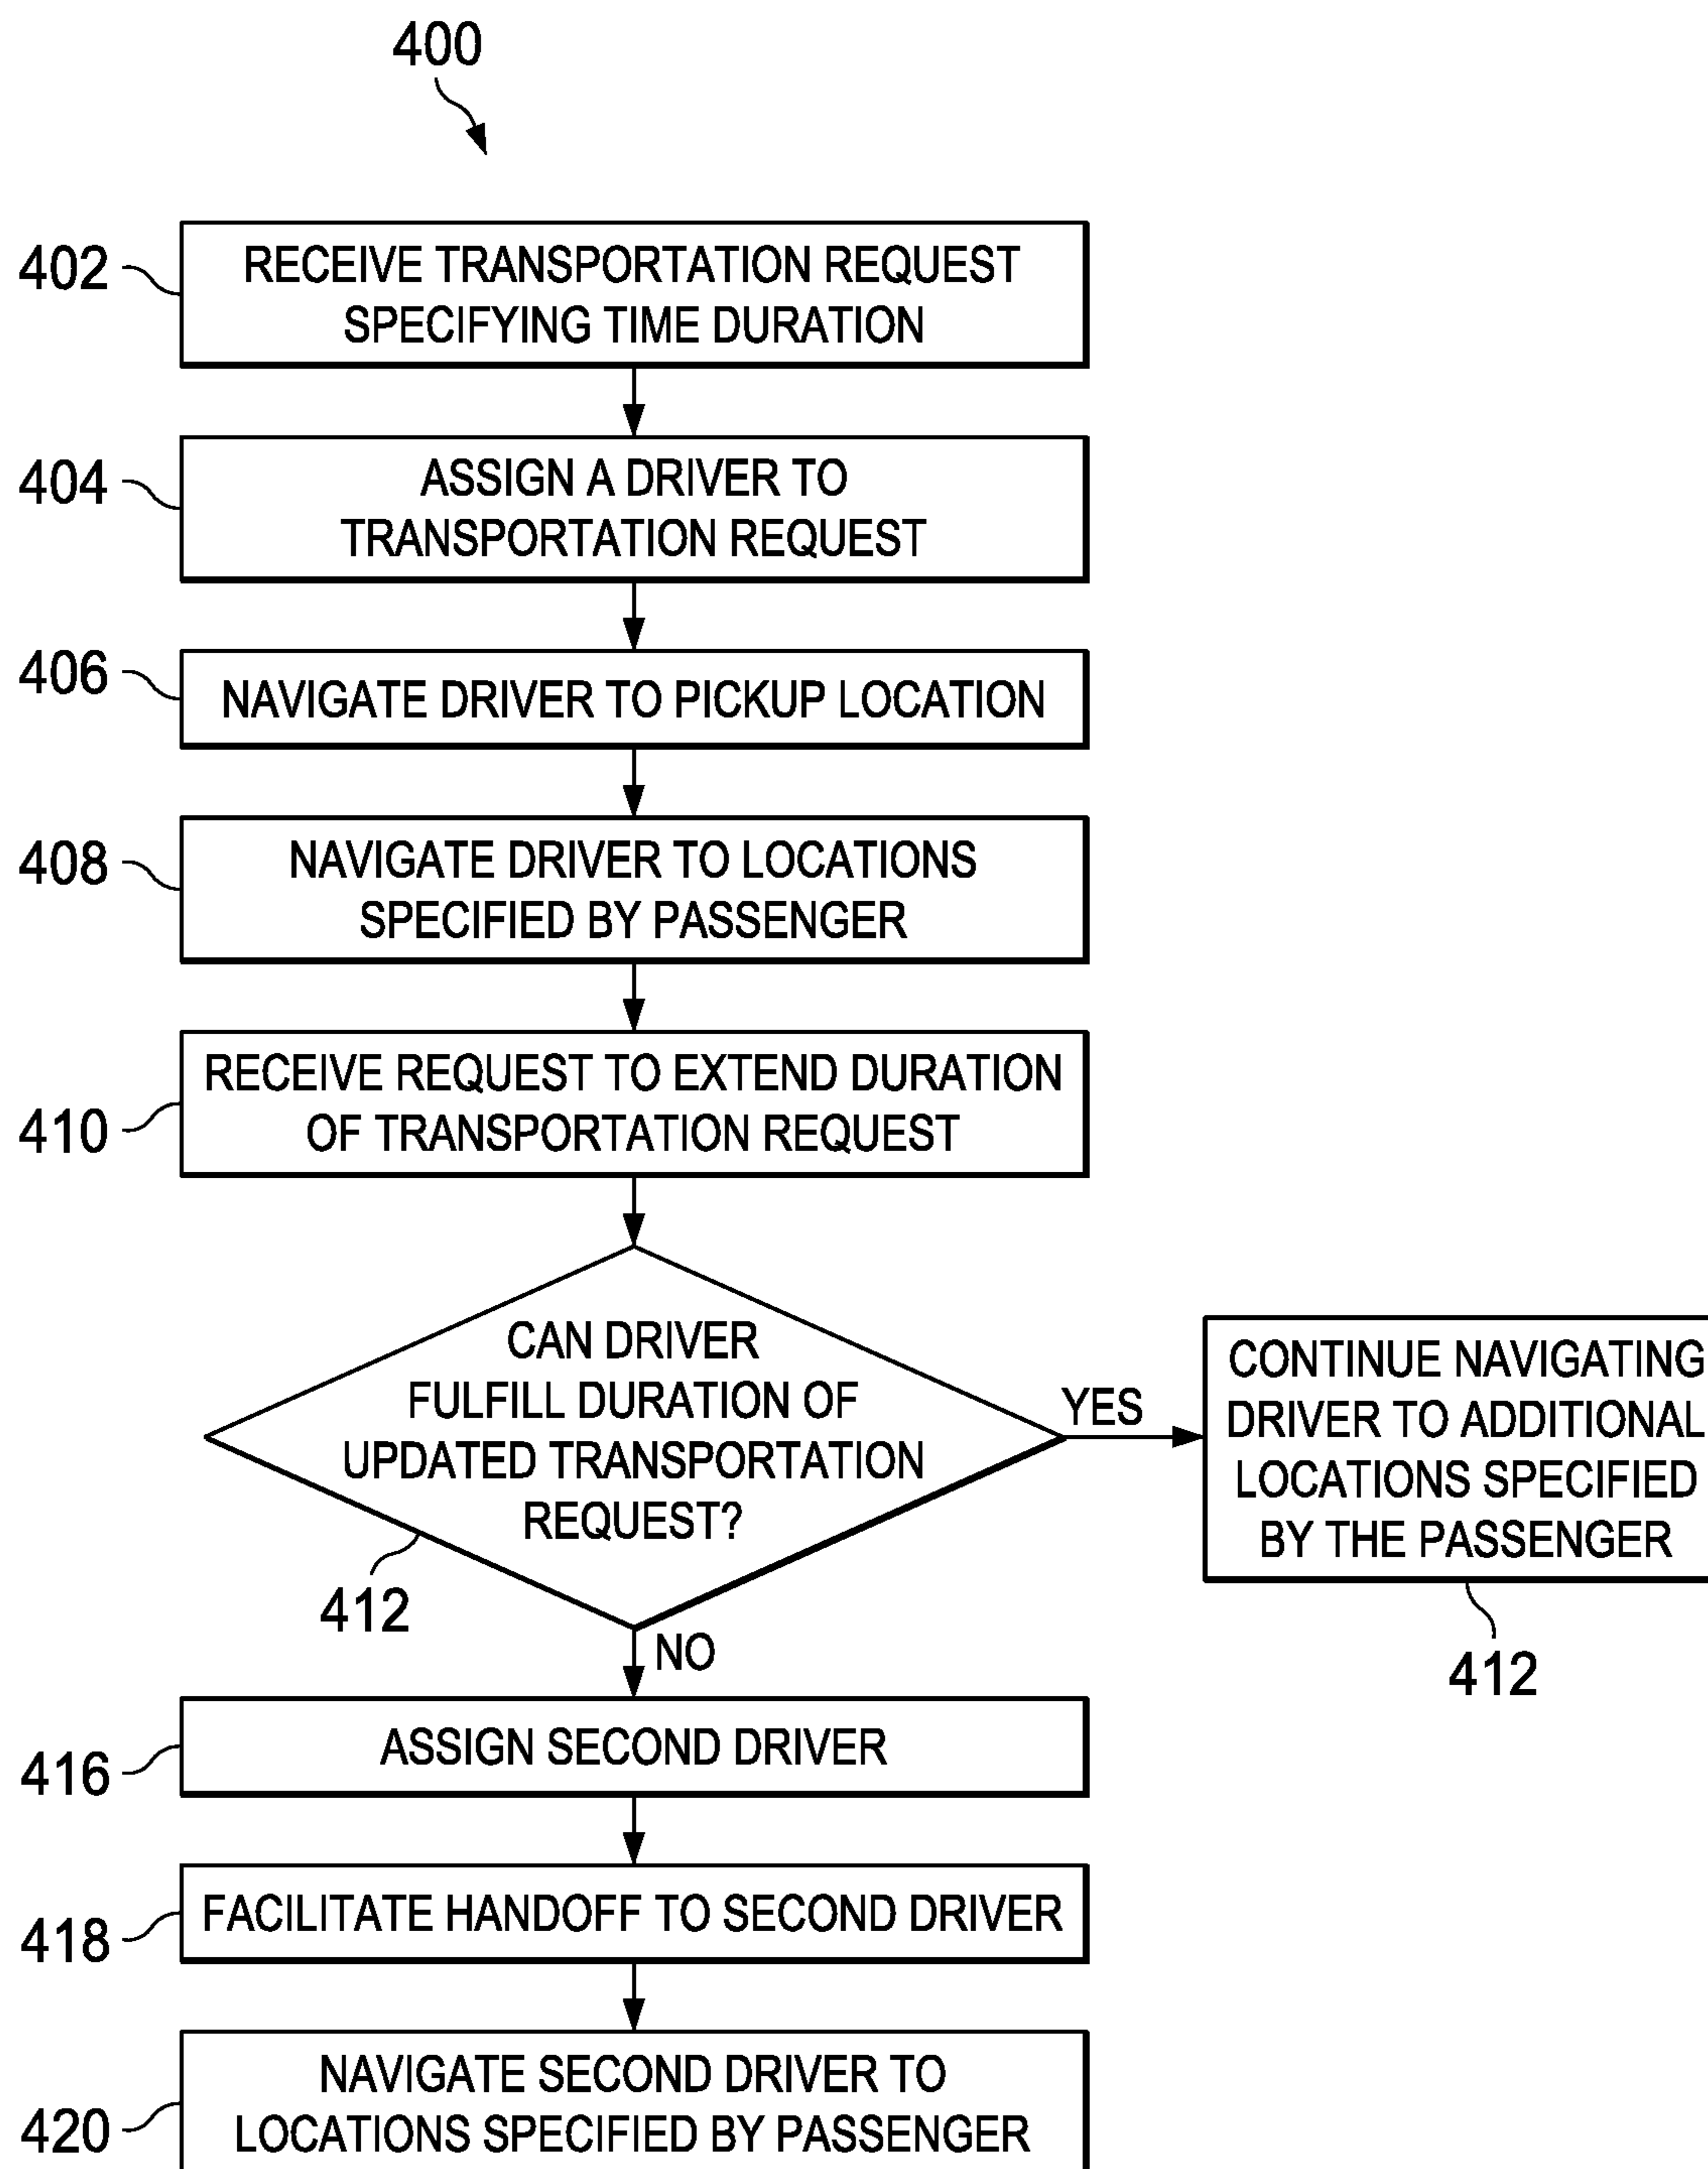 400
402
RECEIVE TRANSPORTATION REQUEST
SPECIFYING TIME DURATION
404
ASSIGN A DRIVER TO
TRANSPORTATION REQUEST
406
NAVIGATE DRIVER TO PICKUP LOCATION
408
NAVIGATE DRIVER TO LOCATIONS
SPECIFIED BY PASSENGER
410
RECEIVE REQUEST TO EXTEND DURATION
OF TRANSPORTATION REQUEST
CAN DRIVER
FULFILL DURATION OF
UPDATED TRANSPORTATION
REQUEST?
412
YES
CONTINUE NAVIGATING
DRIVER TO ADDITIONAL
LOCATIONS SPECIFIED
BY THE PASSENGER
412
NO
416
ASSIGN SECOND DRIVER
418
FACILITATE HANDOFF TO SECOND DRIVER
420
NAVIGATE SECOND DRIVER TO
LOCATIONS SPECIFIED BY PASSENGER